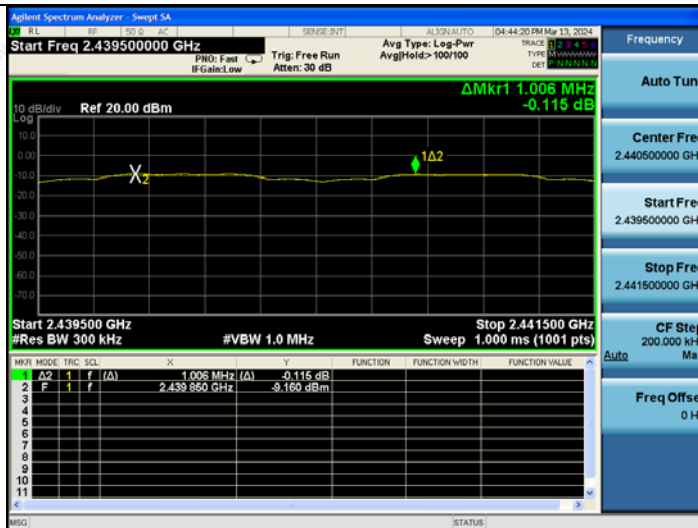 Agilent Spectrum Analyzer - Swept SA
RL RF 50 Ω AC SENSE:INT ALIGN AUTO 04:44:20 PM Mar 13, 2024
Start Freq 2.439500000 GHz
PNO: Fast
IFGain:Low
Trig: Free Run
Atten: 30 dB
Avg Type: Log-Pwr
Avg|Hold:> 100/100
TRACE 1 2 3 4 5 6
TYPE M
DET P N N N N N
ΔMkr1 1.006 MHz
-0.115 dB
10 dB/div Ref 20.00 dBm
Log
10.0
0.00
-10.0
-20.0
-30.0
-40.0
-50.0
-60.0
-70.0
X2
1Δ2
Start 2.439500 GHz Stop 2.441500 GHz
#Res BW 300 kHz #VBW 1.0 MHz Sweep 1.000 ms (1001 pts)
MKR MODE TRC SCL X Y FUNCTION FUNCTION WIDTH FUNCTION VALUE
1 Δ2 1 f (Δ) 1.006 MHz (Δ) -0.115 dB
2 F 1 f 2.439 850 GHz -9.160 dBm
3
4
5
6
7
8
9
10
11
MSG STATUS
Frequency
Auto Tun
Center Fre
2.440500000 GH
Start Fre
2.439500000 GH
Stop Fre
2.441500000 GH
CF Ste
200.000 kH
Auto Ma
Freq Offse
0 H